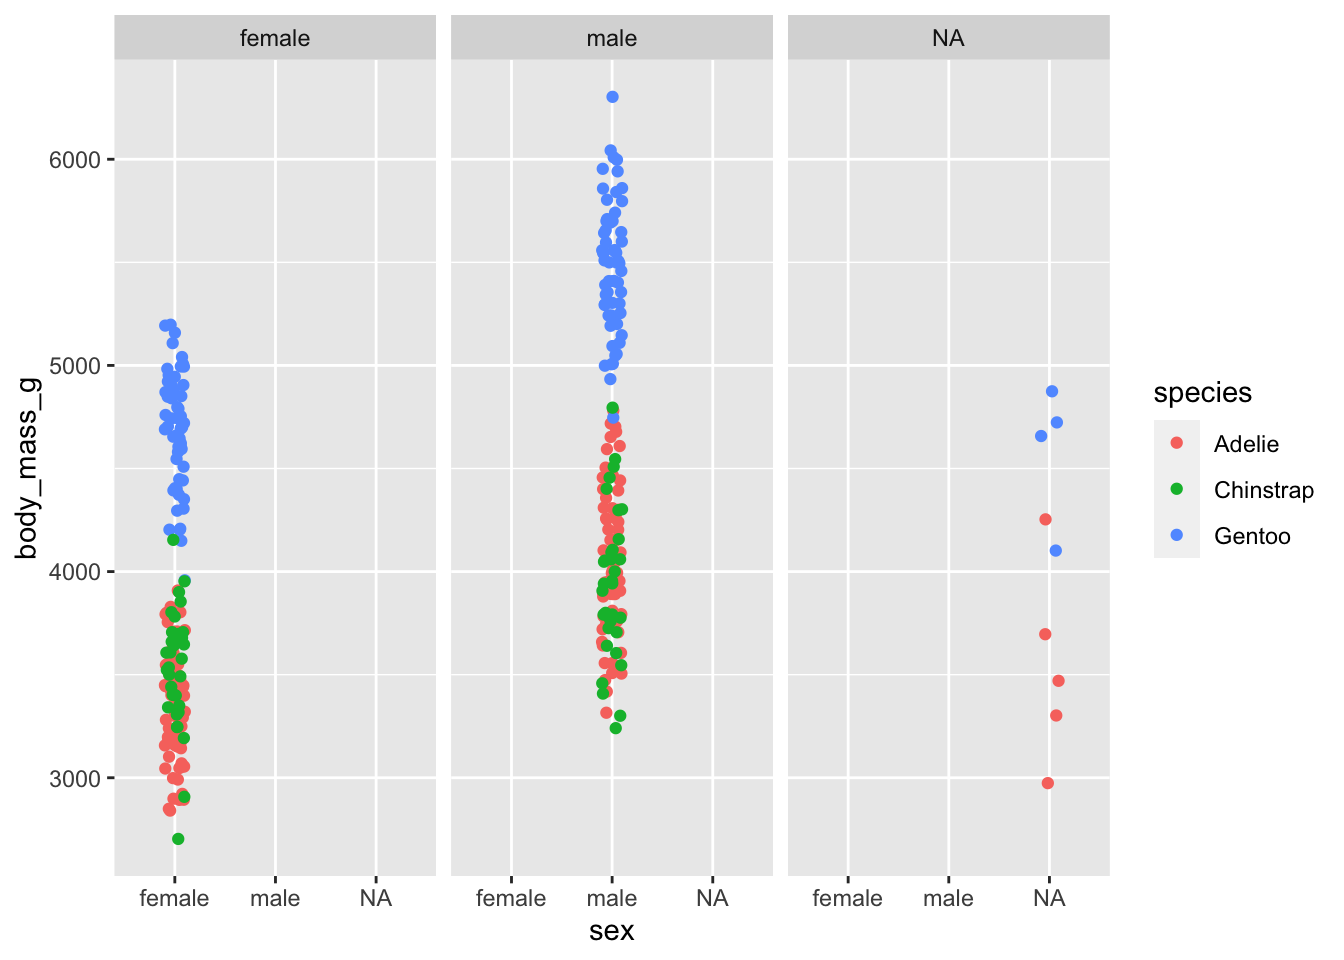 female male NA
6000
5000
4000
3000
body_mass_g
female male NA female male NA female male NA
sex
species
Adelie
Chinstrap
Gentoo